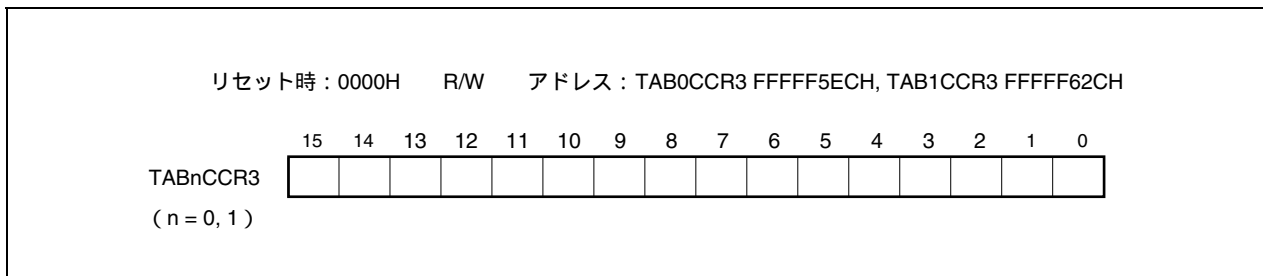 リセット時：0000H　　R/W　　アドレス：TAB0CCR3 FFFFF5ECH, TAB1CCR3 FFFFF62CH
15 14 13 12 11 10 9 8 7 6 5 4 3 2 1 0
TABnCCR3
（n = 0, 1）